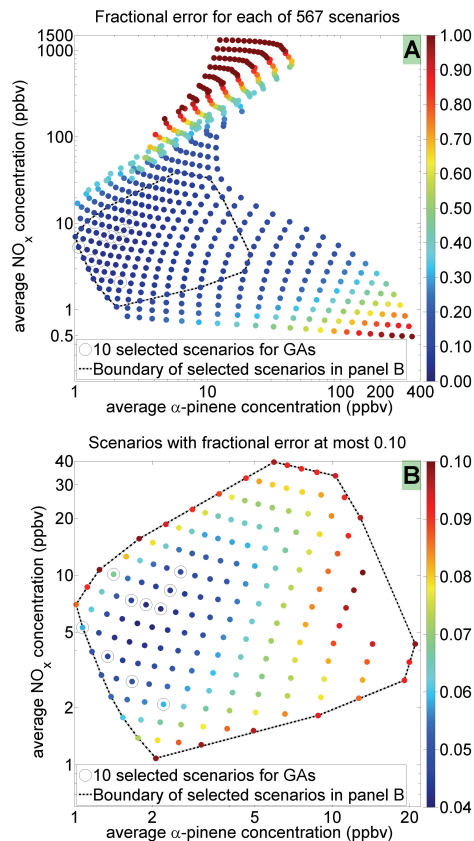 Fractional error for each of 567 scenarios
A
average NOx concentration (ppbv)
1500
1000
100
10
1
0.5
1.00
0.90
0.80
0.70
0.60
0.50
0.40
0.30
0.20
0.10
0.00
10 selected scenarios for GAs
Boundary of selected scenarios in panel B
1 10 100 200 400
average α-pinene concentration (ppbv)
Scenarios with fractional error at most 0.10
B
average NOx concentration (ppbv)
40
30
20
10
5
2
1
0.10
0.09
0.08
0.07
0.06
0.05
0.04
10 selected scenarios for GAs
Boundary of selected scenarios in panel B
1 2 5 10 20
average α-pinene concentration (ppbv)